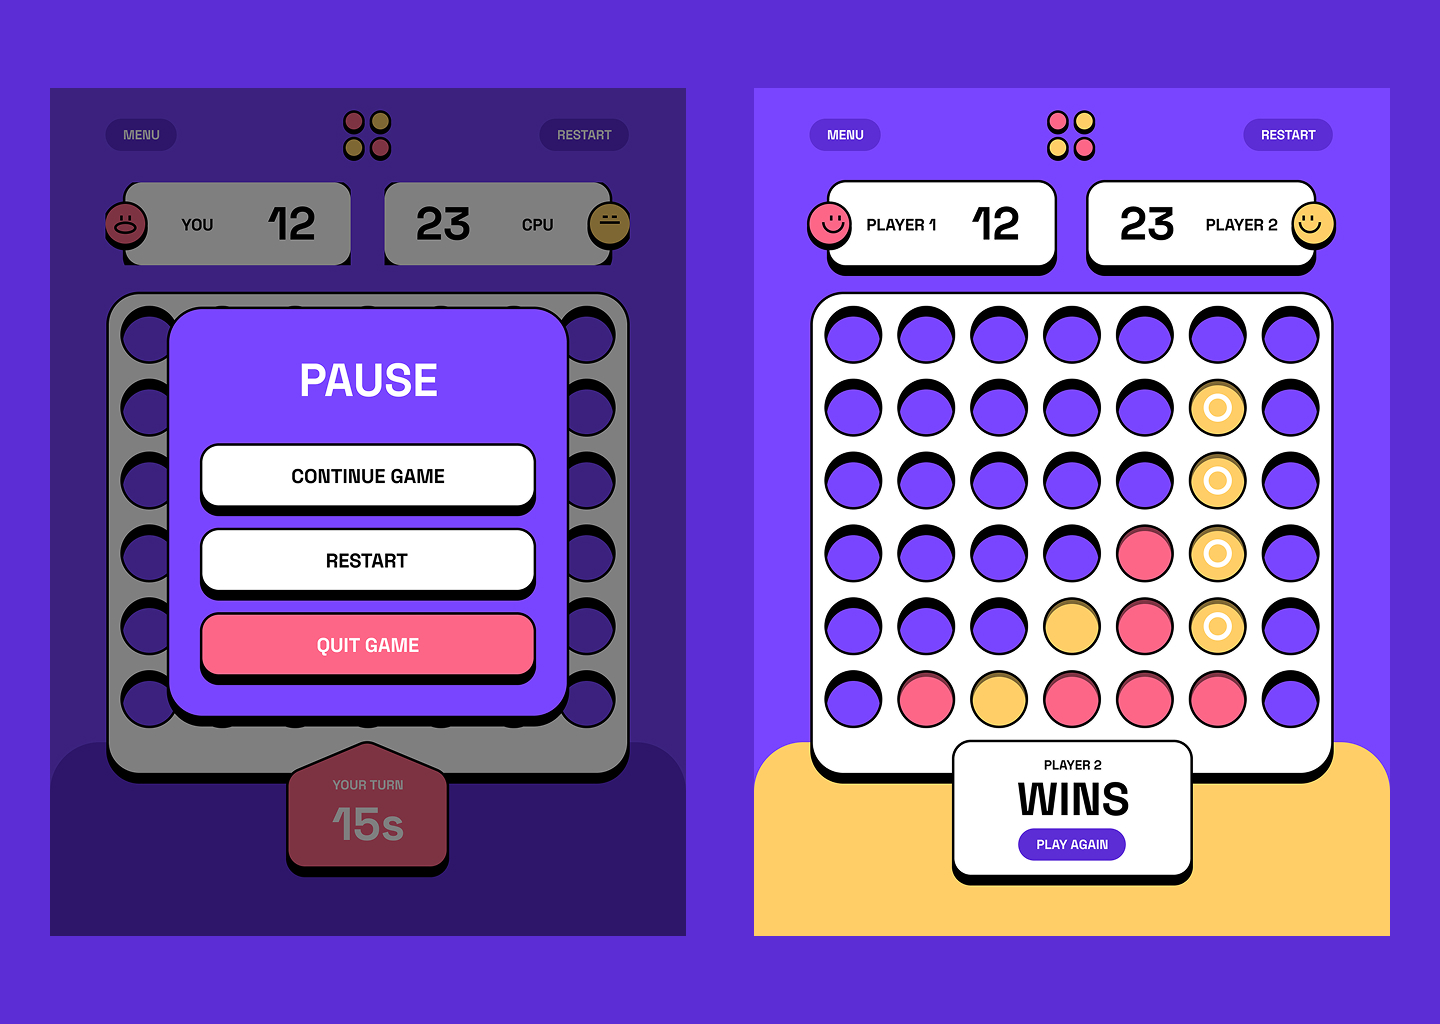 MENU
RESTART
YOU
12
23
CPU
PAUSE
CONTINUE GAME
RESTART
QUIT GAME
YOUR TURN
15s
MENU
RESTART
PLAYER 1
12
23
PLAYER 2
PLAYER 2
WINS
PLAY AGAIN